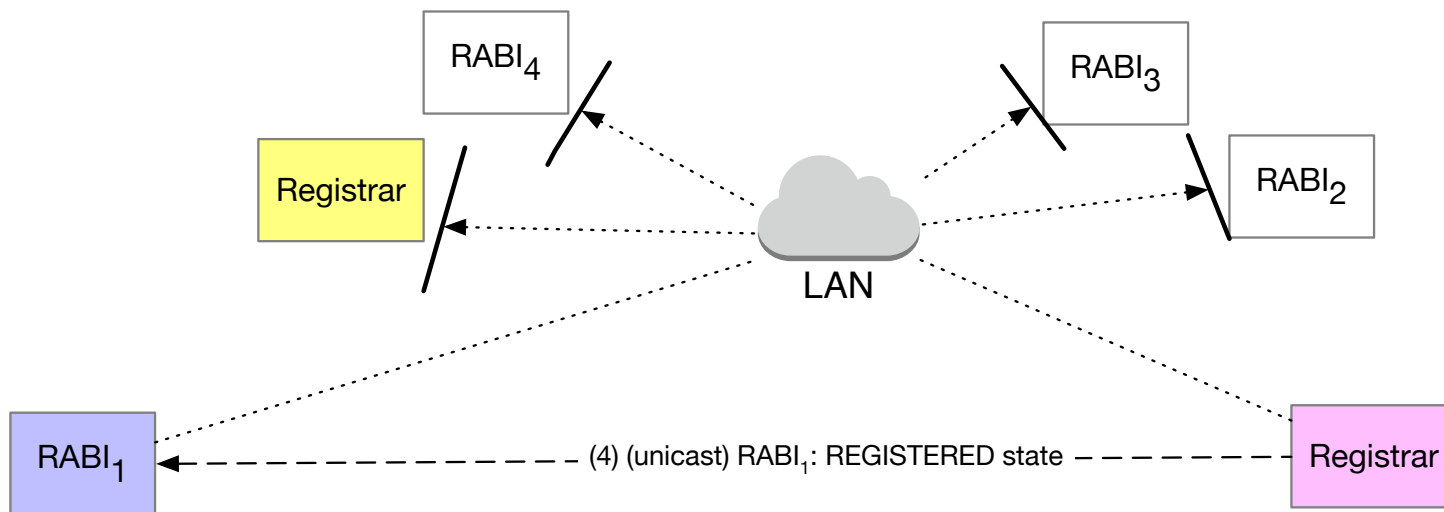 RABI4
RABI3
Registrar
RABI2
LAN
RABI1
(4) (unicast) RABI1: REGISTERED state
Registrar